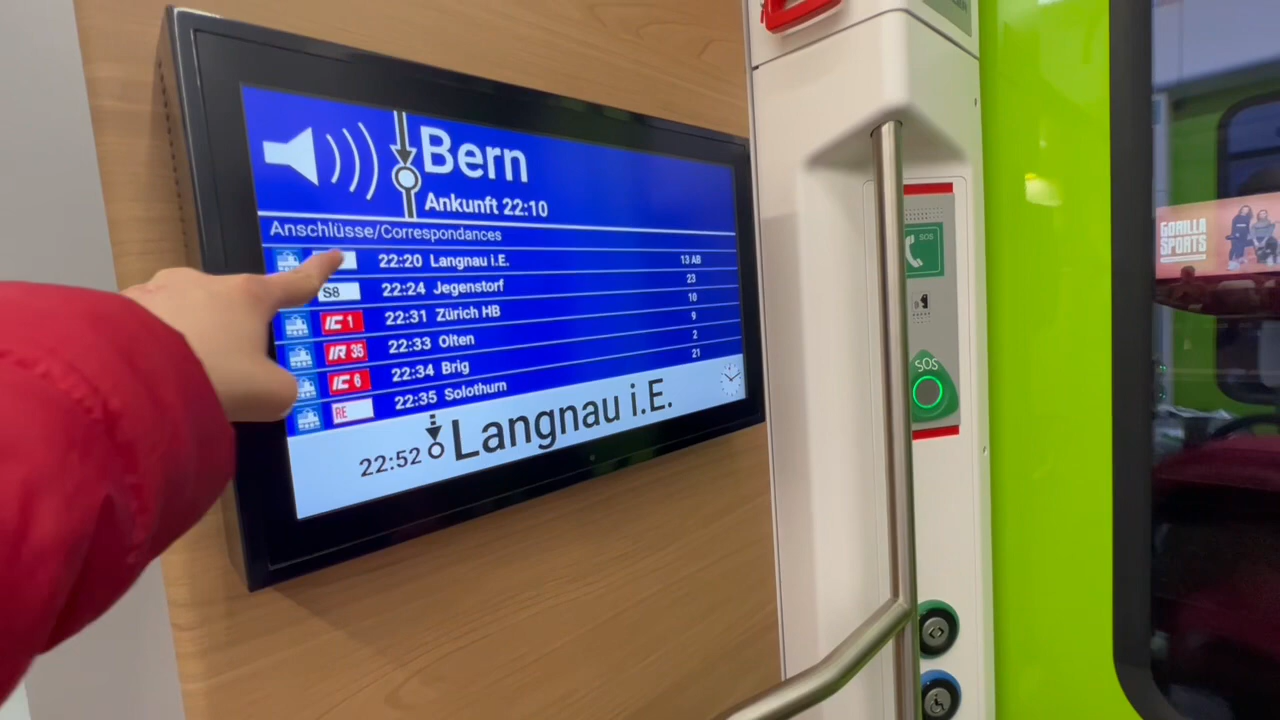 Bern
Ankunft 22:10
Anschlüsse/Correspondances
22:20 Langnau i.E. 13 AB
S8 22:24 Jegenstorf 23
IC 1 22:31 Zürich HB 10
IR 35 22:33 Olten 9
IC 6 22:34 Brig 2
RE 22:35 Solothurn 21
22:52 Langnau i.E.
SOS
SOS
GORILLA
SPORTS